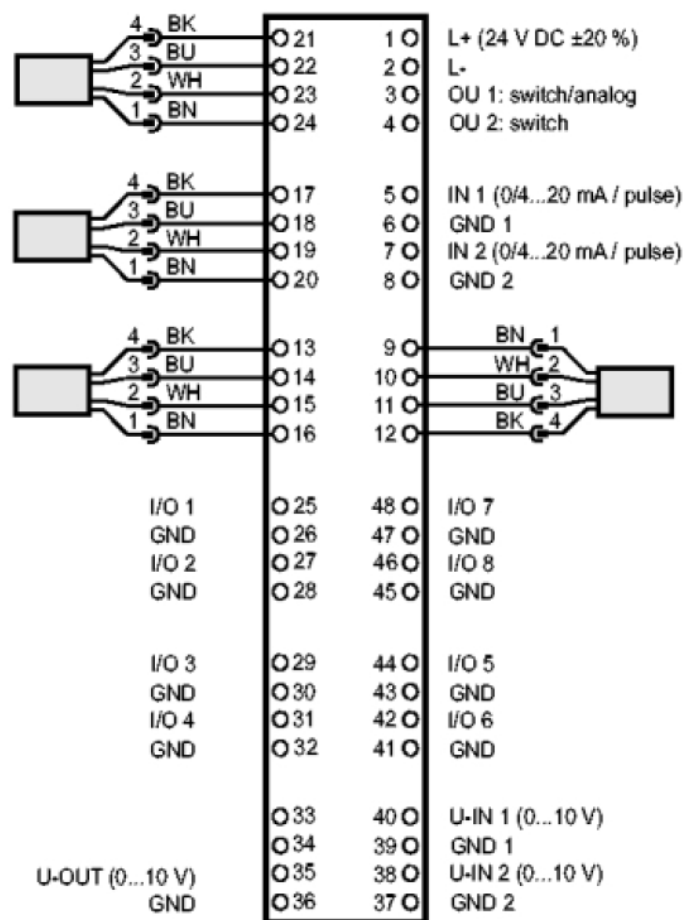 4 BK 21 1 L+ (24 V DC ±20 %)
3 BU 22 2 L-
2 WH 23 3 OU 1: switch/analog
1 BN 24 4 OU 2: switch
4 BK 17 5 IN 1 (0/4...20 mA / pulse)
3 BU 18 6 GND 1
2 WH 19 7 IN 2 (0/4...20 mA / pulse)
1 BN 20 8 GND 2
4 BK 13 9 BN 1
3 BU 14 10 WH 2
2 WH 15 11 BU 3
1 BN 16 12 BK 4
I/O 1 25 48 I/O 7
GND 26 47 GND
I/O 2 27 46 I/O 8
GND 28 45 GND
I/O 3 29 44 I/O 5
GND 30 43 GND
I/O 4 31 42 I/O 6
GND 32 41 GND
33 40 U-IN 1 (0...10 V)
34 39 GND 1
U-OUT (0...10 V) 35 38 U-IN 2 (0...10 V)
GND 36 37 GND 2